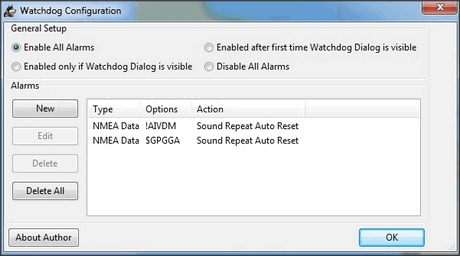 Watchdog Configuration
General Setup
Enable All Alarms
Enabled after first time Watchdog Dialog is visible
Enabled only if Watchdog Dialog is visible
Disable All Alarms
Alarms
New
Edit
Delete
Delete All
Type Options Action
NMEA Data !AIVDM Sound Repeat Auto Reset
NMEA Data $GPGGA Sound Repeat Auto Reset
About Author
OK